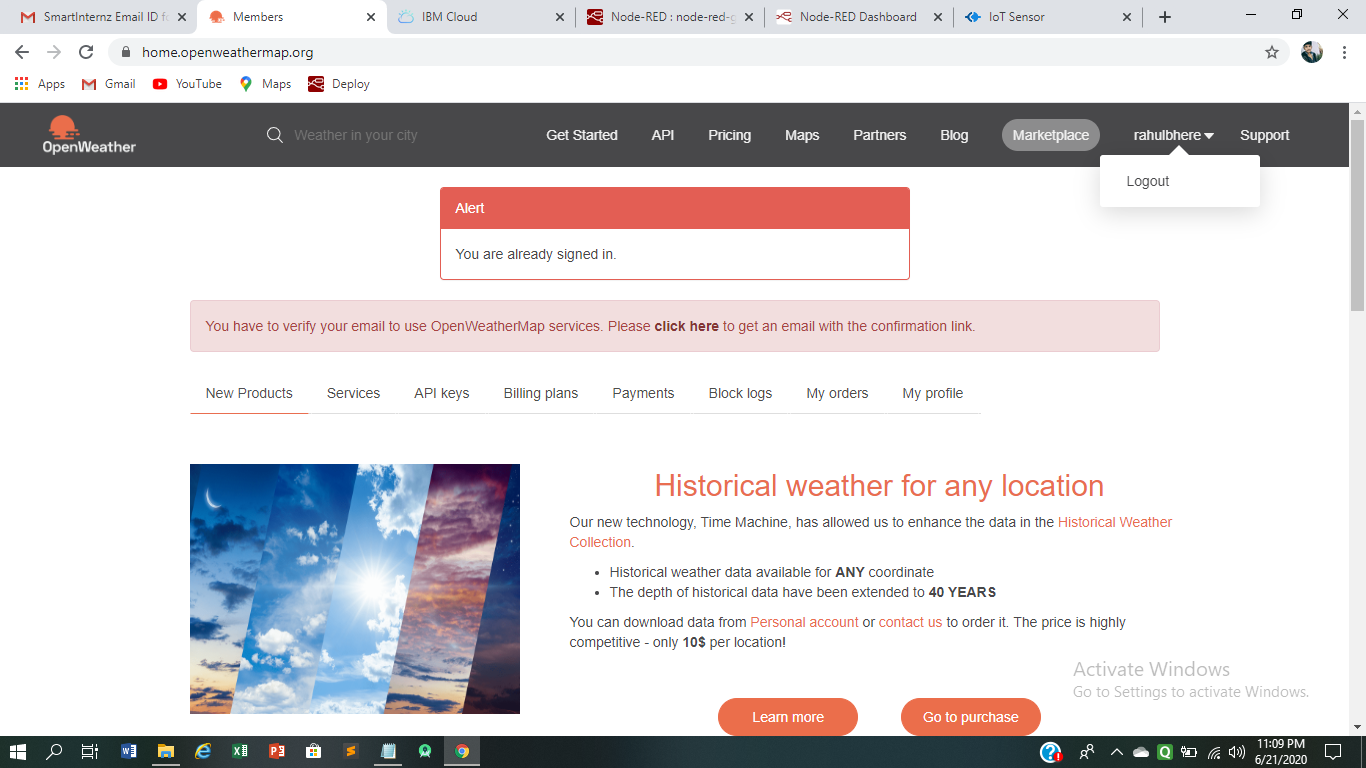 SmartInternz Email ID fo
Members
IBM Cloud
Node-RED : node-red-g
Node-RED Dashboard
IoT Sensor
home.openweathermap.org
Apps
Gmail
YouTube
Maps
Deploy
OpenWeather
Weather in your city
Get Started
API
Pricing
Maps
Partners
Blog
Marketplace
rahulbhere
Support
Logout
Alert
You are already signed in.
You have to verify your email to use OpenWeatherMap services. Please click here to get an email with the confirmation link.
New Products
Services
API keys
Billing plans
Payments
Block logs
My orders
My profile
Historical weather for any location
Our new technology, Time Machine, has allowed us to enhance the data in the Historical Weather
Collection.
• Historical weather data available for ANY coordinate
• The depth of historical data have been extended to 40 YEARS
You can download data from Personal account or contact us to order it. The price is highly
competitive - only 10$ per location!
Learn more
Go to purchase
Activate Windows
Go to Settings to activate Windows.
11:09 PM
6/21/2020